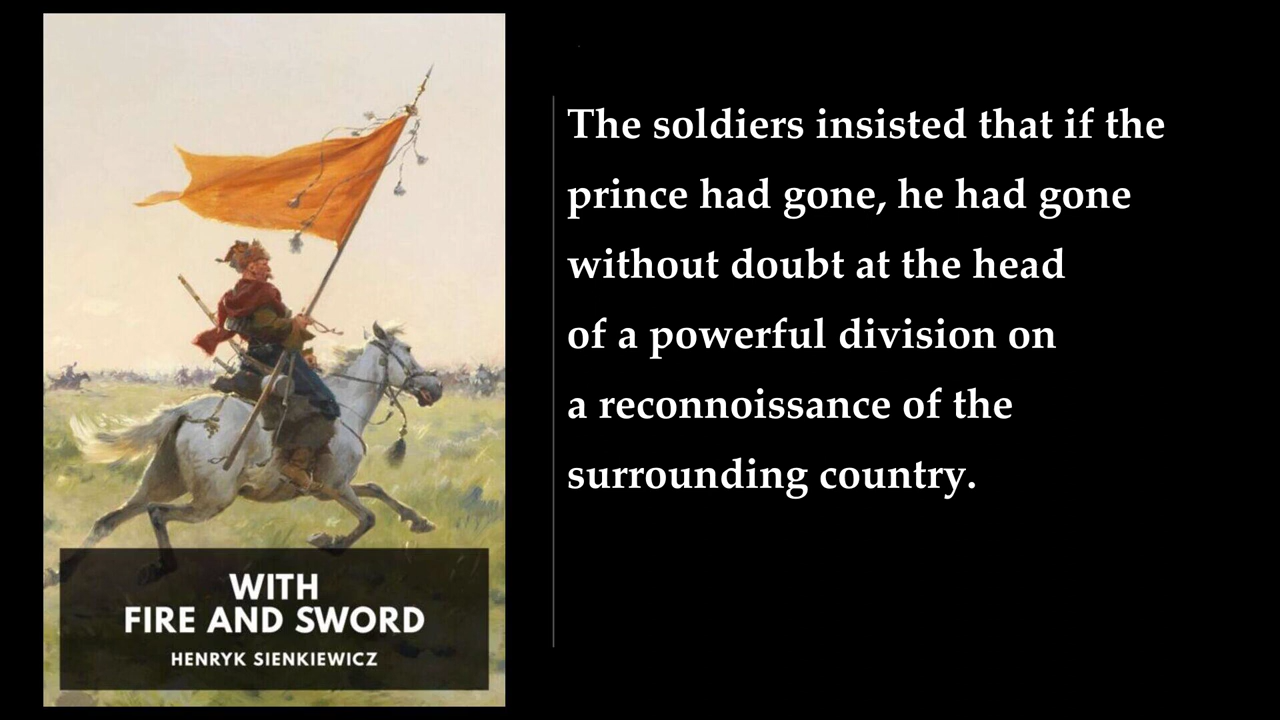 The soldiers insisted that if the
prince had gone, he had gone
without doubt at the head
of a powerful division on
a reconnoissance of the
surrounding country.
WITH
FIRE AND SWORD
HENRYK SIENKIEWICZ